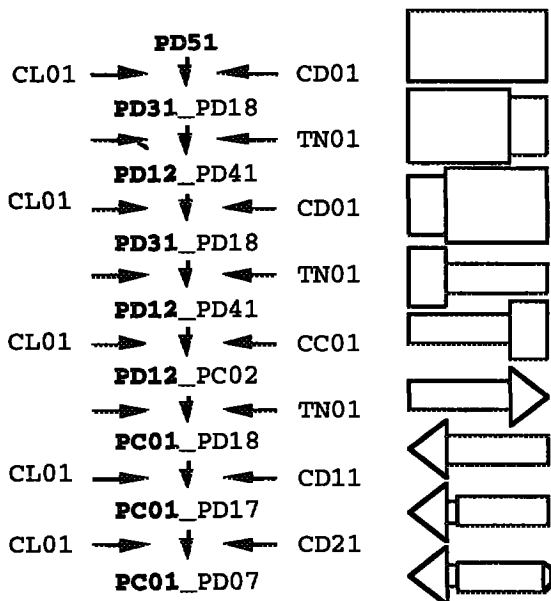 PD51
CL01 CD01
PD31_PD18
TN01
PD12_PD41
CL01 CD01
PD31_PD18
TN01
PD12_PD41
CL01 CC01
PD12_PC02
TN01
PC01_PD18
CL01 CD11
PC01_PD17
CL01 CD21
PC01_PD07